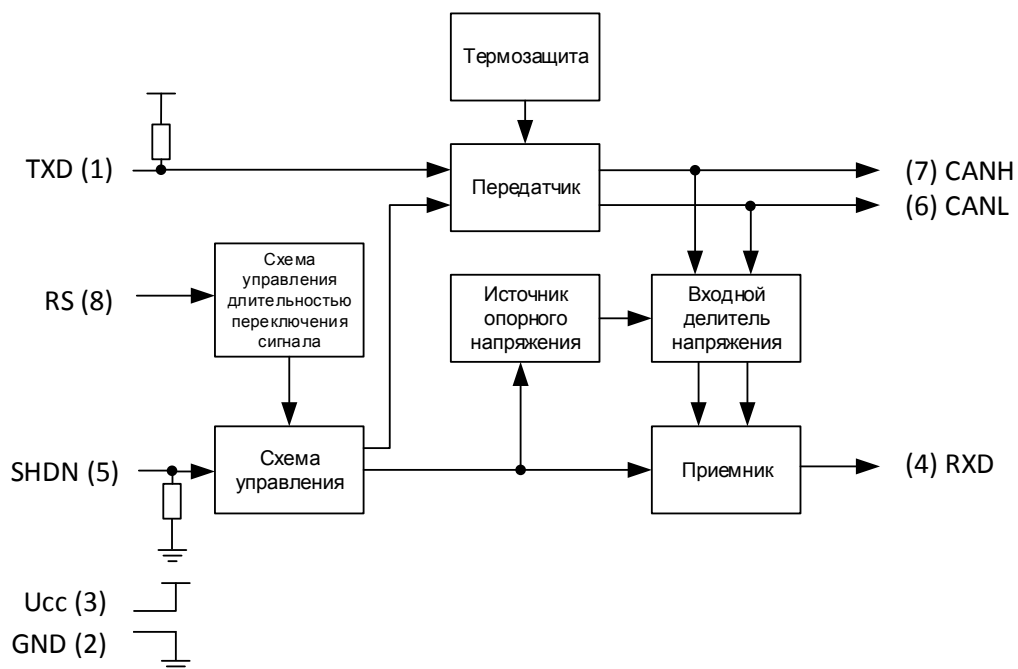 Термозащита
TXD (1)
Передатчик
(7) CANH
(6) CANL
RS (8)
Схема
управления
длительностью
переключения
сигнала
Источник
опорного
напряжения
Входной
делитель
напряжения
SHDN (5)
Схема
управления
Приемник
(4) RXD
Ucc (3)
GND (2)